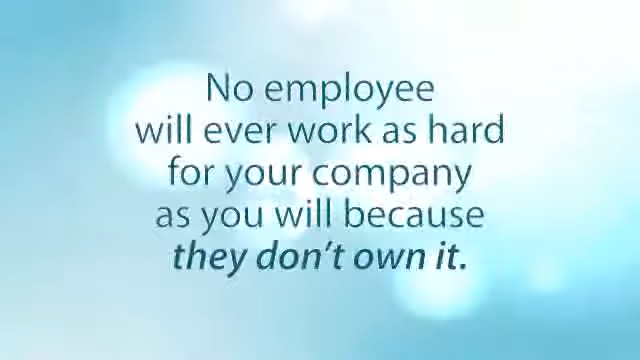 No employee
will ever work as hard
for your company
as you will because
they don't own it.